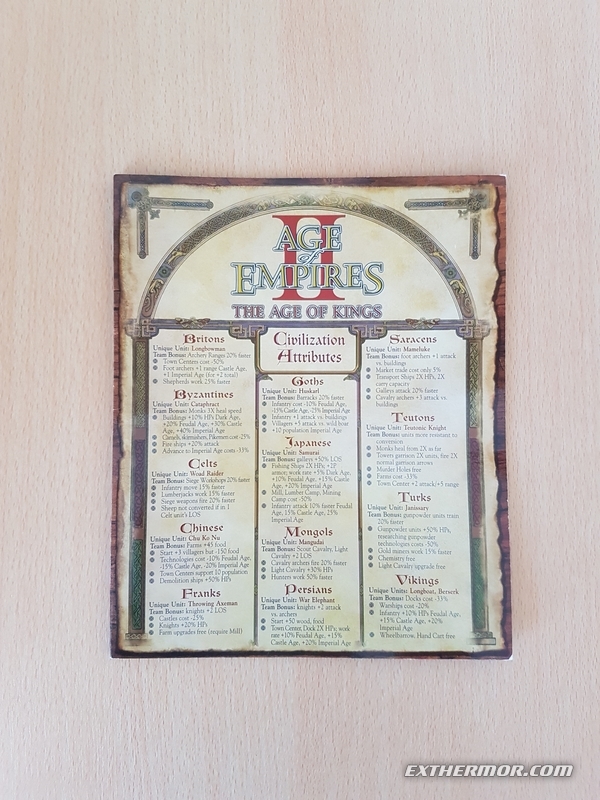 AGE
of
EMPIRES
II
THE AGE OF KINGS
Civilization
Attributes
Britons
Unique Unit: Longbowman
Team Bonus: Archery Ranges 20% faster
Town Centers cost -50%
Foot archers +1 range Castle Age,
+1 Imperial Age (for +2 total)
Shepherds work 25% faster
Byzantines
Unique Unit: Cataphract
Team Bonus: Monks 3X heal speed
Buildings +10% HPs Dark Age,
+20% Feudal Age, +30% Castle
Age, +40% Imperial Age
Camels, skirmishers, Pikemen cost -25%
Fire ships +20% attack
Advance to Imperial Age costs -33%
Celts
Unique Unit: Woad Raider
Team Bonus: Siege Workshops 20% faster
Infantry move 15% faster
Lumberjacks work 15% faster
Siege weapons fire 20% faster
Sheep not converted if in 1
Celt unit's LOS
Chinese
Unique Unit: Chu Ko Nu
Team Bonus: Farms +45 food
Start +3 villagers but -150 food
Technologies cost -10% Feudal Age,
-15% Castle Age, -20% Imperial Age
Town Centers support 10 population
Demolition ships +50% HPs
Franks
Unique Unit: Throwing Axeman
Team Bonus: knights +2 LOS
Castles cost -25%
Knights +20% HPs
Farm upgrades free (require Mill)
Goths
Unique Unit: Huskarl
Team Bonus: Barracks 20% faster
Infantry cost -10% Feudal Age,
-15% Castle Age, -25% Imperial Age
Infantry +1 attack vs. buildings
Villagers +5 attack vs. wild boar
+10 population Imperial Age
Japanese
Unique Unit: Samurai
Team Bonus: galleys +50% LOS
Fishing Ships 2X HPs; +2P
armor; work rate +5% Dark Age,
+10% Feudal Age, +15% Castle
Age, +20% Imperial Age
Mill, Lumber Camp, Mining
Camp cost -50%
Infantry attack 10% faster Feudal
Age, 15% Castle Age, 25%
Imperial Age
Mongols
Unique Unit: Mangudai
Team Bonus: Scout Cavalry, Light
Cavalry +2 LOS
Cavalry archers fire 20% faster
Light Cavalry +30% HPs
Hunters work 50% faster
Persians
Unique Unit: War Elephant
Team Bonus: knights +2 attack
vs. archers
Start +50 wood, food
Town Center, Dock 2X HPs; work
rate +10% Feudal Age, +15%
Castle Age, +20% Imperial Age
Saracens
Unique Unit: Mameluke
Team Bonus: foot archers +1 attack
vs. buildings
Market trade cost only 5%
Transport Ships 2X HPs, 2X
carry capacity
Galleys attack 20% faster
Cavalry archers +3 attack vs.
buildings
Teutons
Unique Unit: Teutonic Knight
Team Bonus: units more resistant to
conversion
Monks heal from 2X as far
Towers garrison 2X units, fire 2X
normal garrison arrows
Murder Holes free
Farms cost -33%
Town Center +2 attack/+5 range
Turks
Unique Unit: Janissary
Team Bonus: gunpowder units train
20% faster
Gunpowder units +50% HPs,
researching gunpowder
technologies costs -50%
Gold miners work 15% faster
Chemistry free
Light Cavalry upgrade free
Vikings
Unique Units: Longboat, Berserk
Team Bonus: Docks cost -33%
Warships cost -20%
Infantry +10% HPs Feudal Age,
+15% Castle Age, +20%
Imperial Age
Wheelbarrow, Hand Cart free
EXTHERMOR.COM